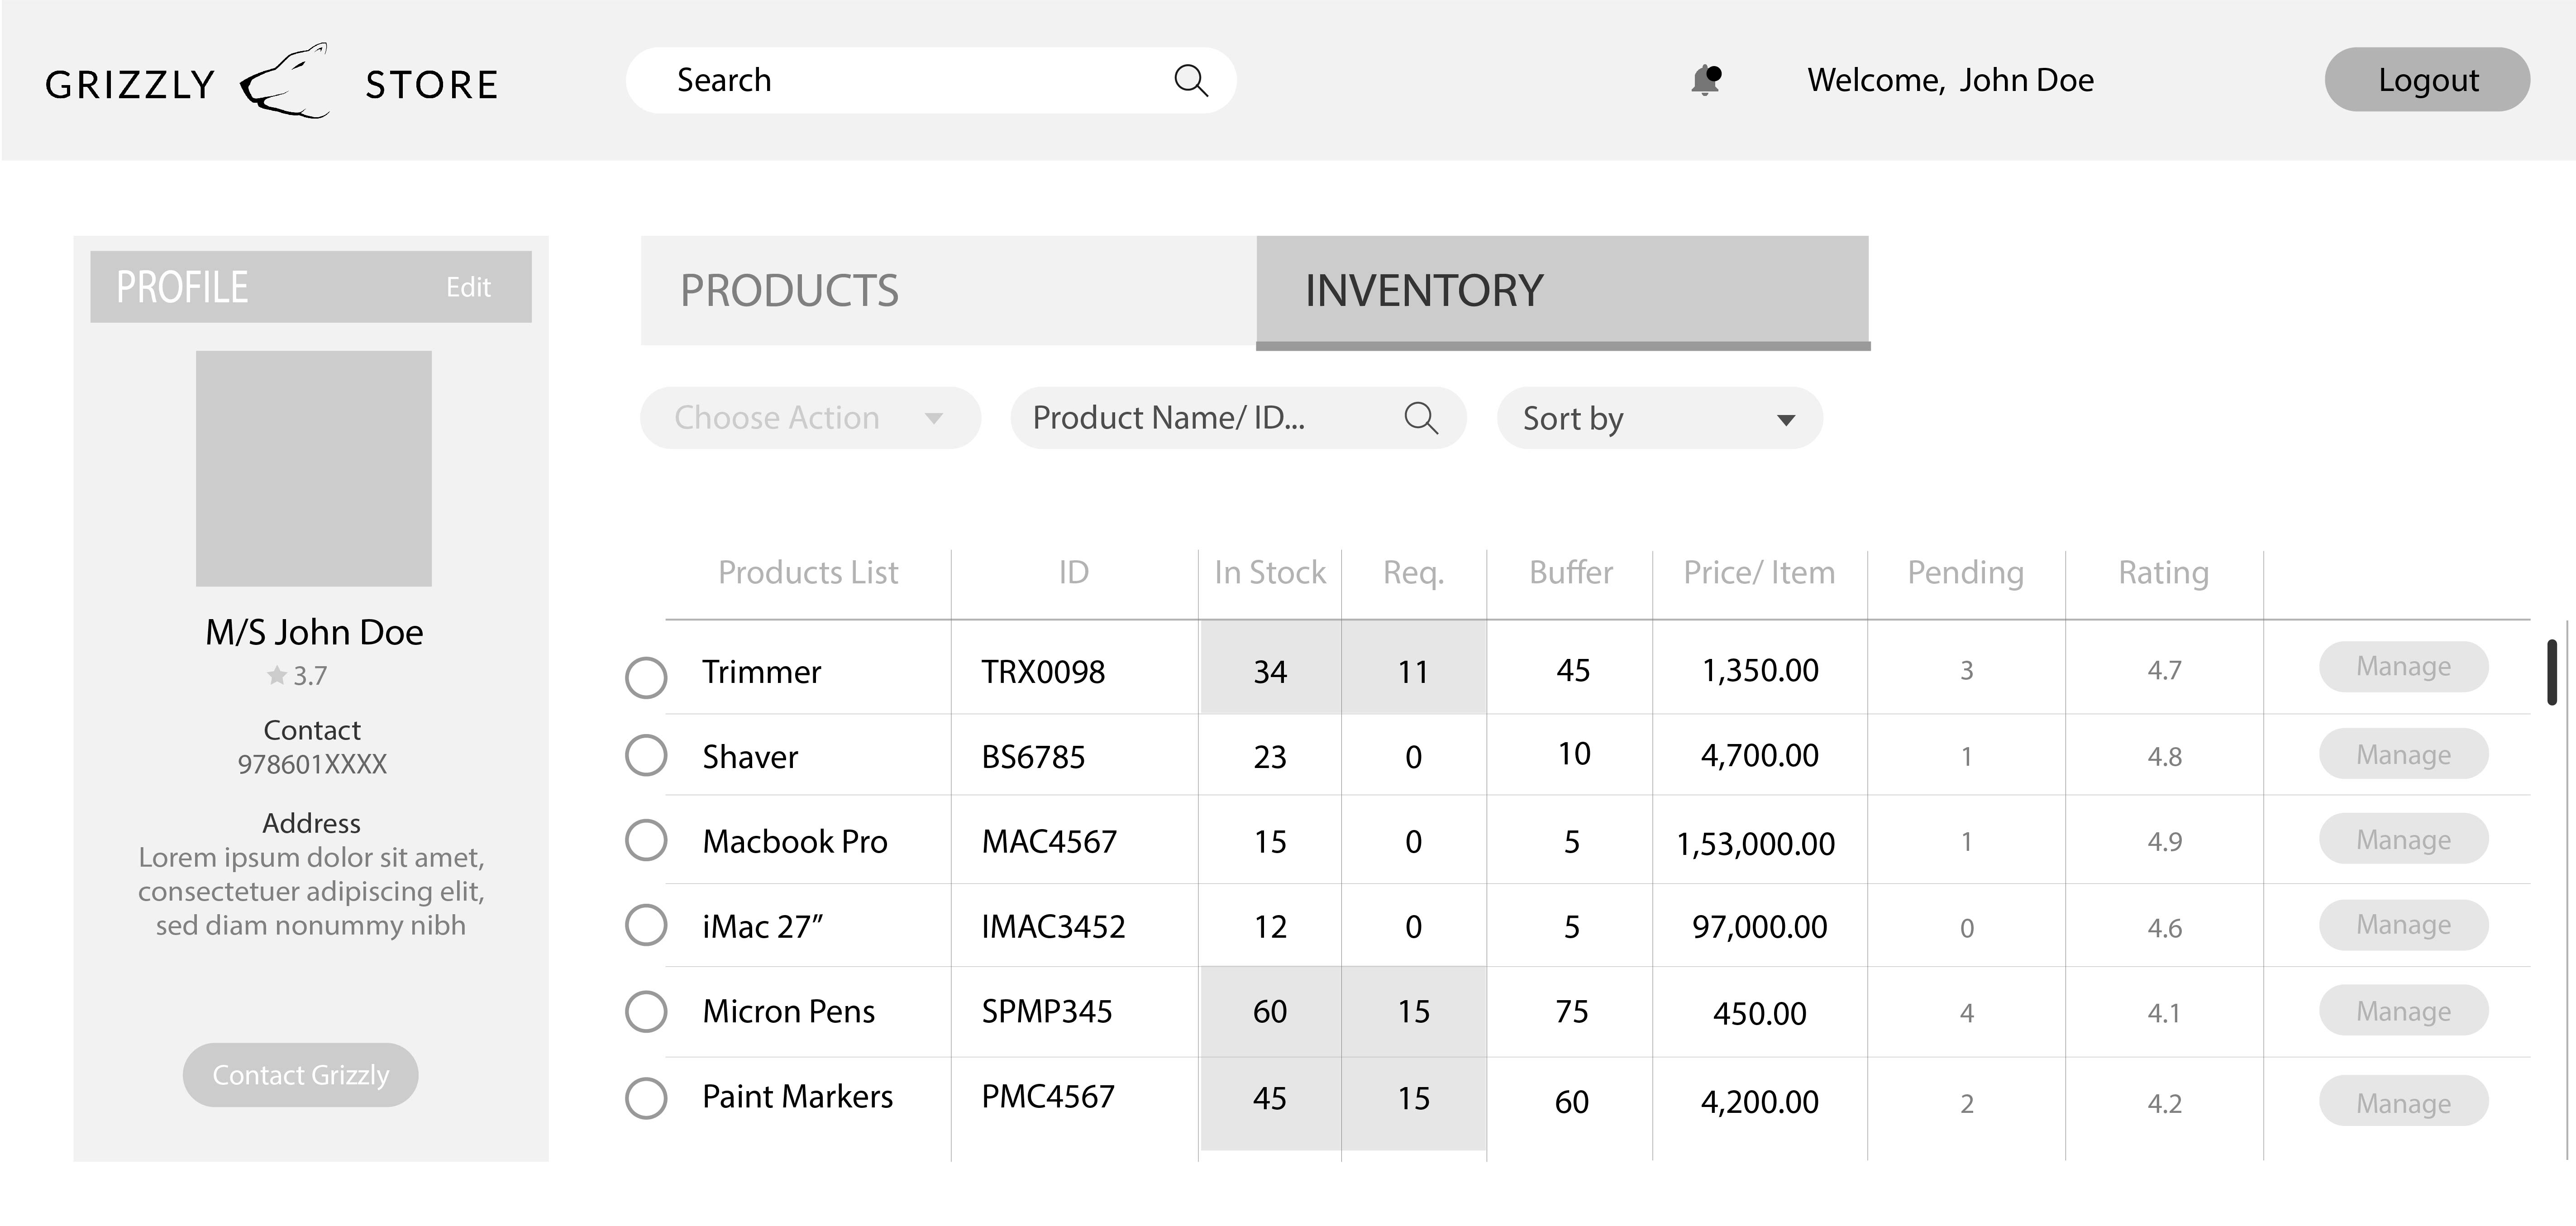 GRIZZLY STORE
Search
Welcome, John Doe
Logout
PROFILE Edit
M/S John Doe
3.7
Contact
978601XXXX
Address
Lorem ipsum dolor sit amet,
consectetuer adipiscing elit,
sed diam nonummy nibh
Contact Grizzly
PRODUCTS INVENTORY
Choose Action Product Name/ ID... Sort by
Products List ID In Stock Req. Buffer Price/ Item Pending Rating
Trimmer TRX0098 34 11 45 1,350.00 3 4.7 Manage
Shaver BS6785 23 0 10 4,700.00 1 4.8 Manage
Macbook Pro MAC4567 15 0 5 1,53,000.00 1 4.9 Manage
iMac 27” IMAC3452 12 0 5 97,000.00 0 4.6 Manage
Micron Pens SPMP345 60 15 75 450.00 4 4.1 Manage
Paint Markers PMC4567 45 15 60 4,200.00 2 4.2 Manage